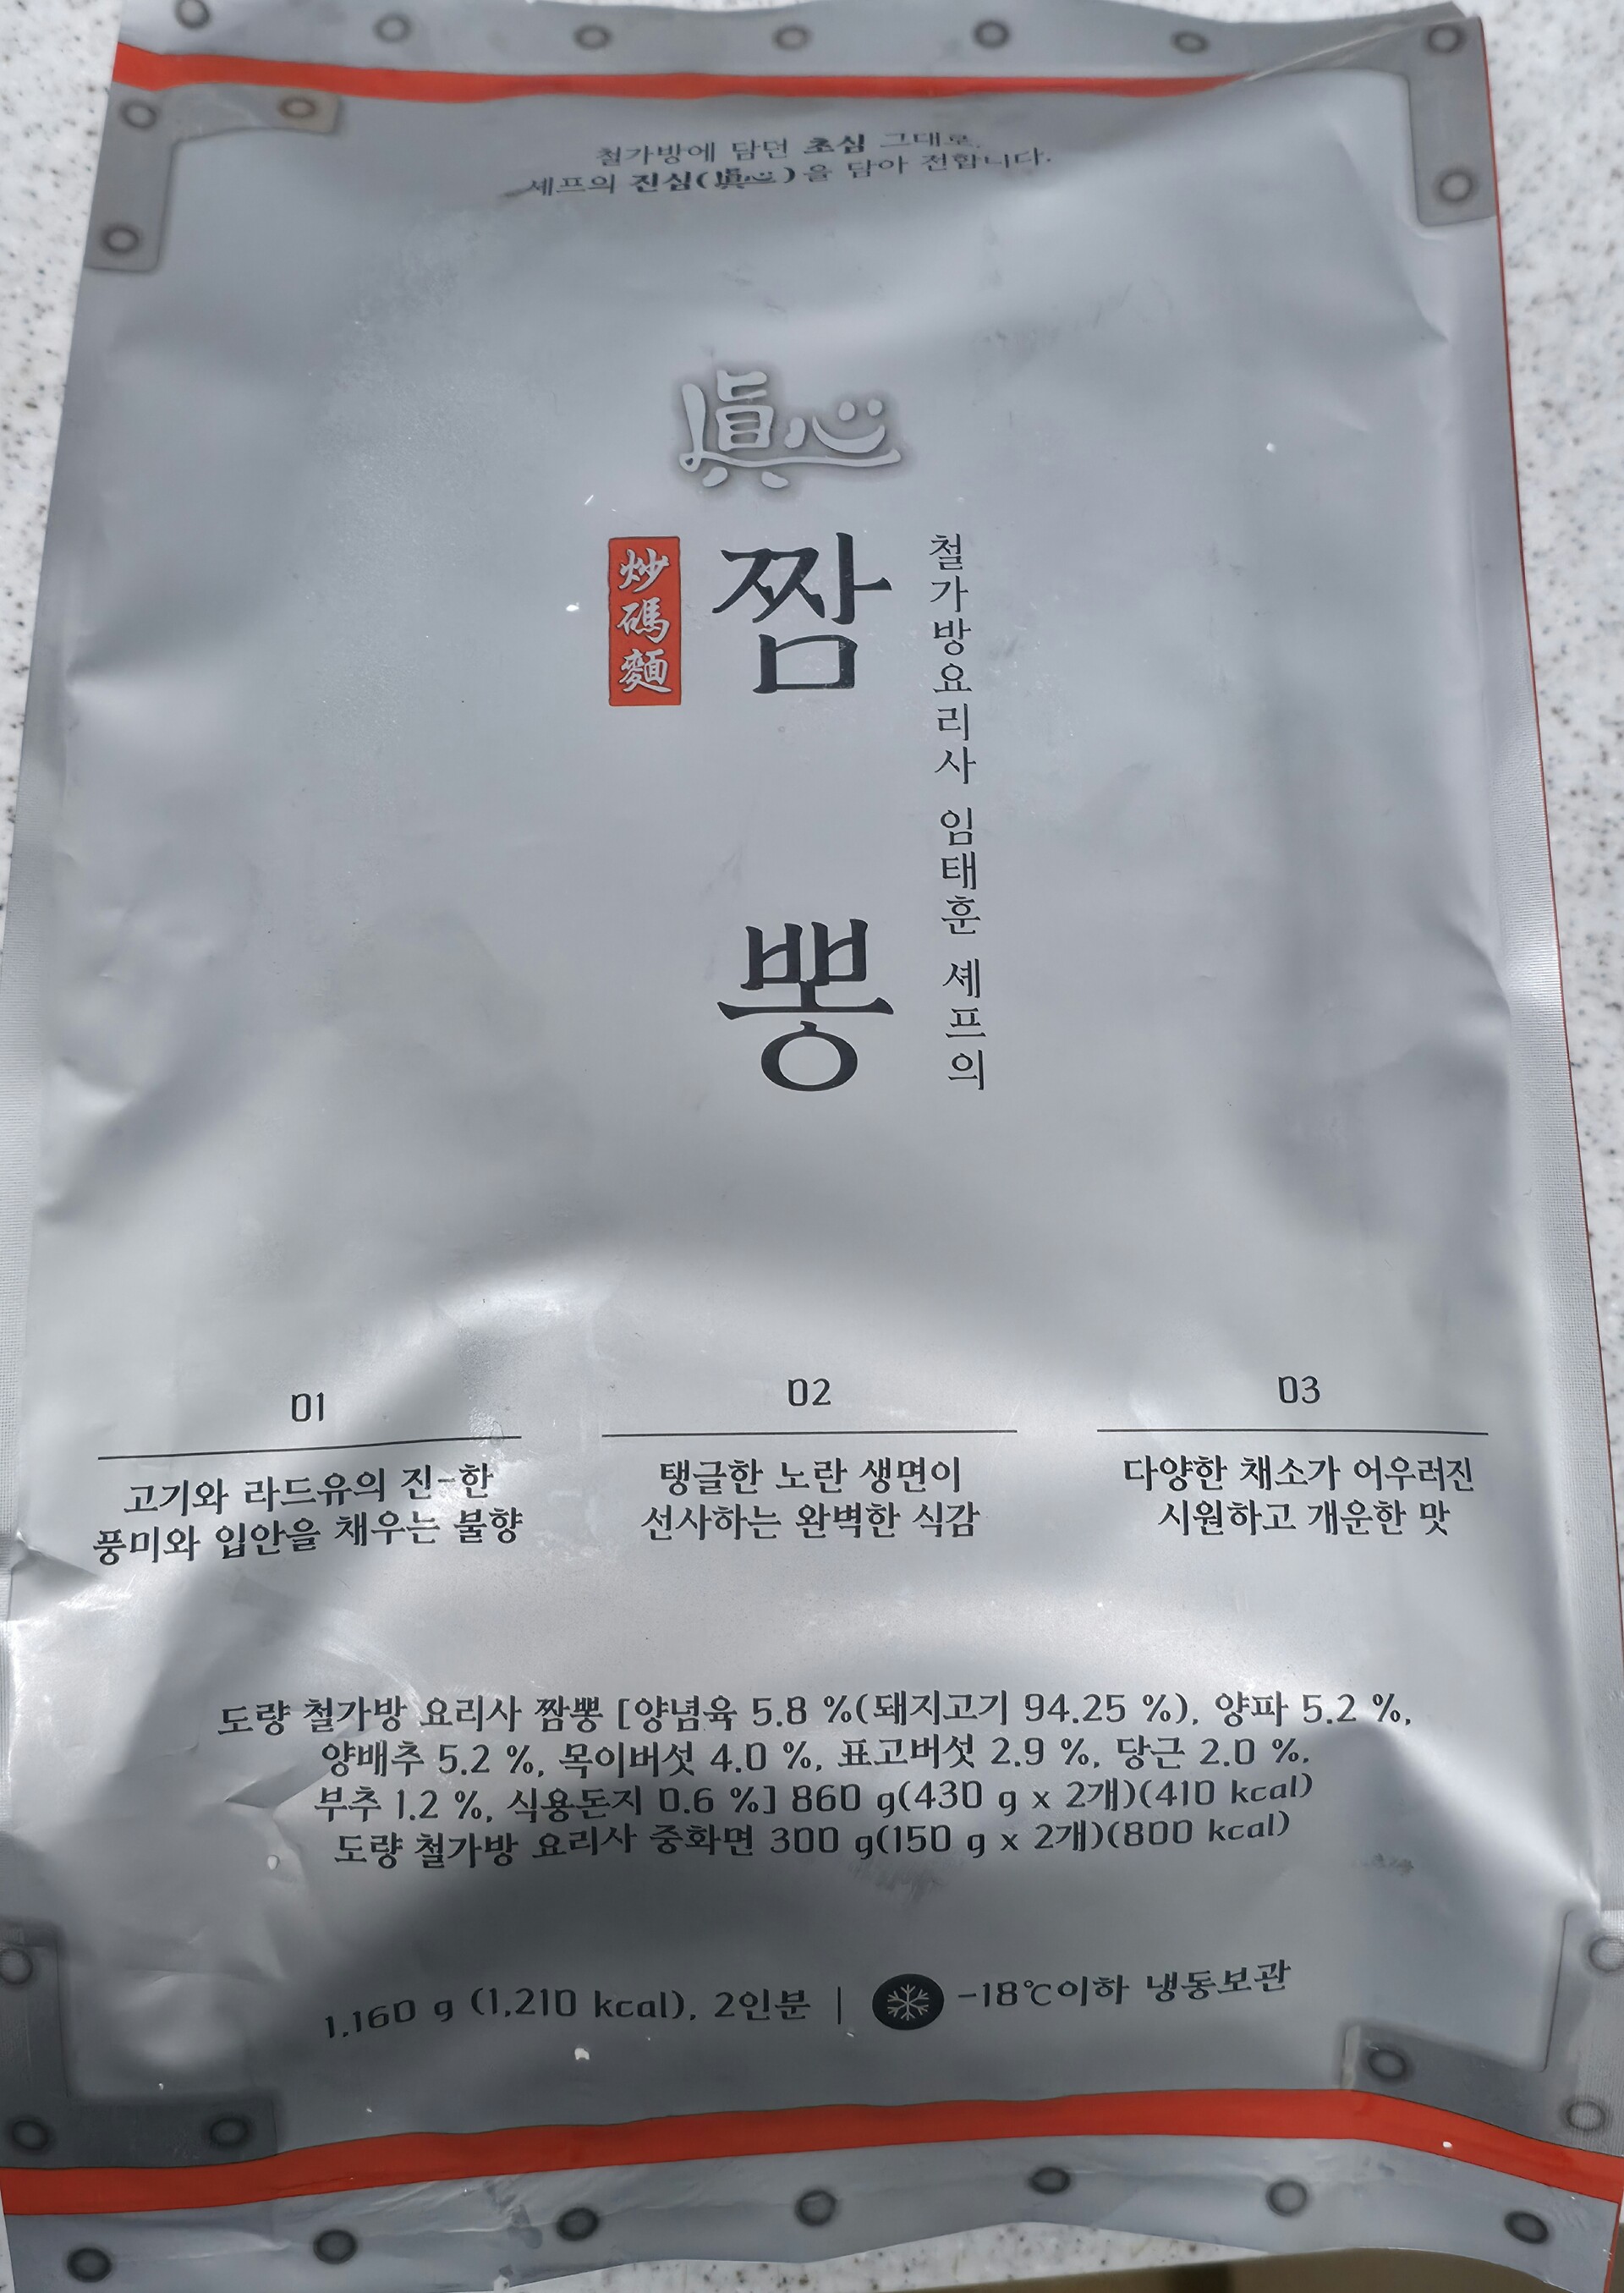 철가방에 담던 초심 그대로,
셰프의 진심(眞心)을 담아 전합니다.
眞心
철가방요리사 임태훈 셰프의
짬뽕
炒碼麵
01
고기와 라드유의 진-한
풍미와 입안을 채우는 불향
02
탱글한 노란 생면이
선사하는 완벽한 식감
03
다양한 채소가 어우러진
시원하고 개운한 맛
도량 철가방 요리사 짬뽕 [양념육 5.8 %(돼지고기 94.25 %), 양파 5.2 %,
양배추 5.2 %, 목이버섯 4.0 %, 표고버섯 2.9 %, 당근 2.0 %,
부추 1.2 %, 식용돈지 0.6 %] 860 g(430 g x 2개)(410 kcal)
도량 철가방 요리사 중화면 300 g(150 g x 2개)(800 kcal)
1,160 g (1,210 kcal), 2인분 | -18℃이하 냉동보관